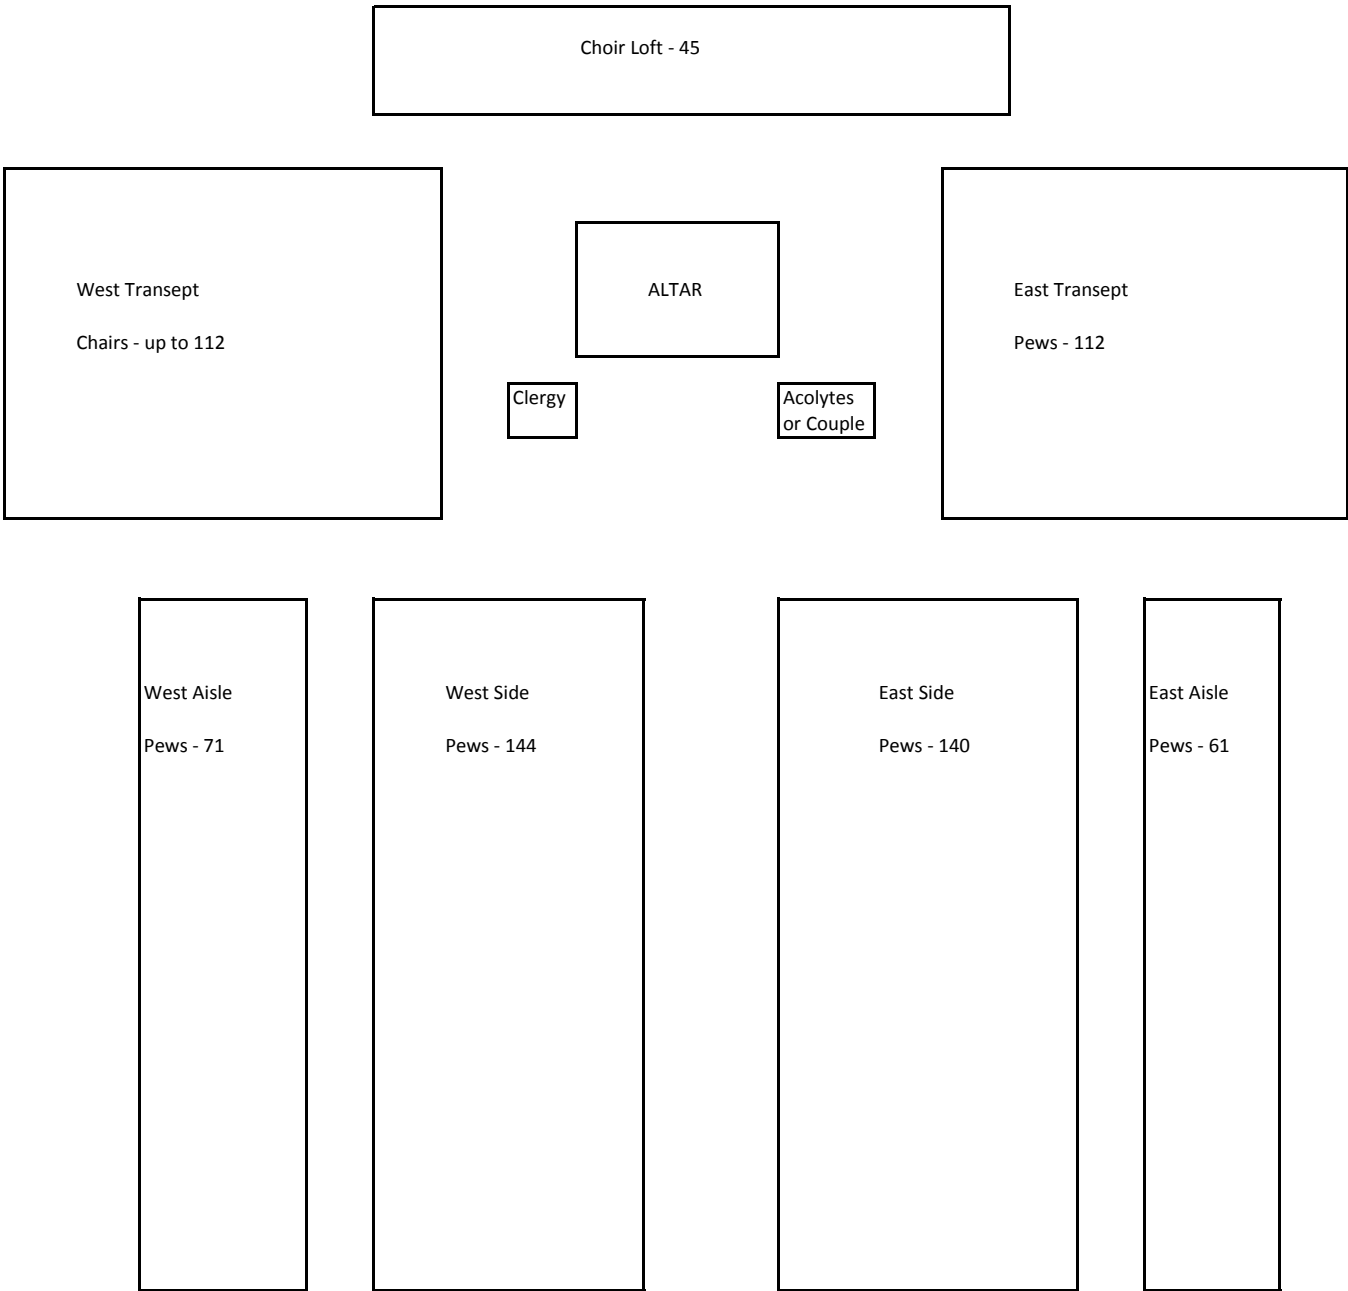 Choir Loft - 45
West Transept
Chairs - up to 112
ALTAR
East Transept
Pews - 112
Clergy
Acolytes
or Couple
West Aisle
Pews - 71
West Side
Pews - 144
East Side
Pews - 140
East Aisle
Pews - 61